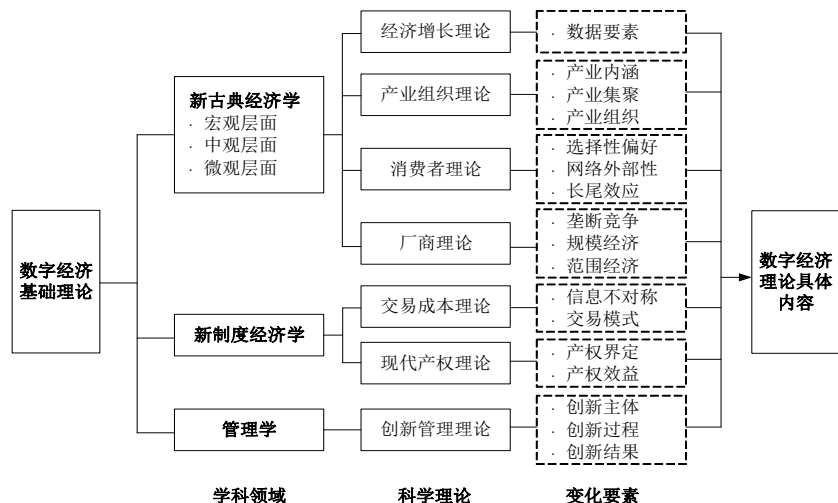 数字经济
基础理论
新古典经济学
· 宏观层面
· 中观层面
· 微观层面
新制度经济学
管理学
经济增长理论
产业组织理论
消费者理论
厂商理论
交易成本理论
现代产权理论
创新管理理论
· 数据要素
· 产业内涵
· 产业集聚
· 产业组织
· 选择性偏好
· 网络外部性
· 长尾效应
· 垄断竞争
· 规模经济
· 范围经济
· 信息不对称
· 交易模式
· 产权界定
· 产权效益
· 创新主体
· 创新过程
· 创新结果
数字经济
理论具体
内容
学科领域
科学理论
变化要素